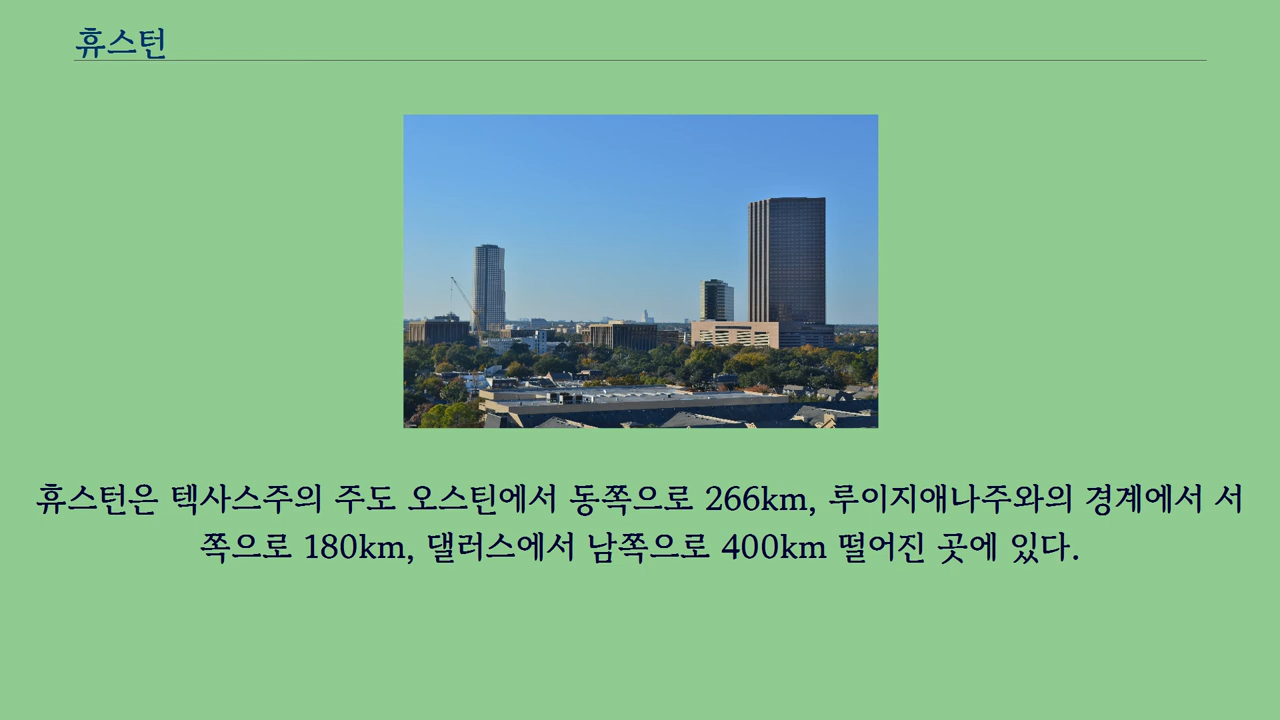 휴스턴
휴스턴은 텍사스주의 주도 오스틴에서 동쪽으로 266km, 루이지애나주와의 경계에서 서
쪽으로 180km, 댈러스에서 남쪽으로 400km 떨어진 곳에 있다.